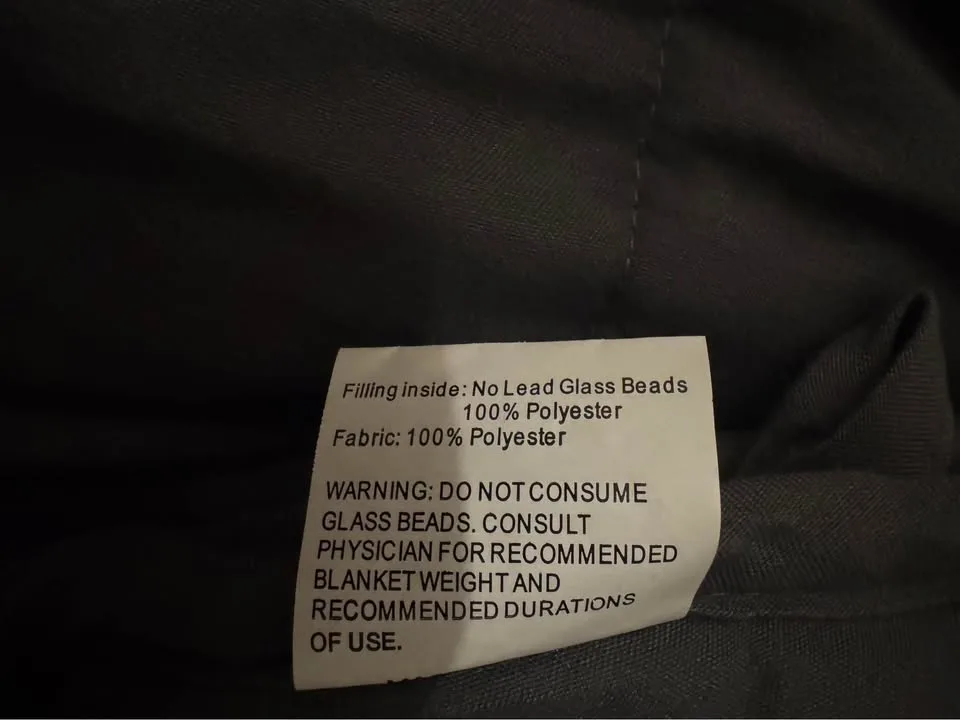 Filling inside: No Lead Glass Beads
100% Polyester
Fabric: 100% Polyester
WARNING: DO NOT CONSUME
GLASS BEADS. CONSULT
PHYSICIAN FOR RECOMMENDED
BLANKET WEIGHT AND
RECOMMENDED DURATIONS
OF USE.